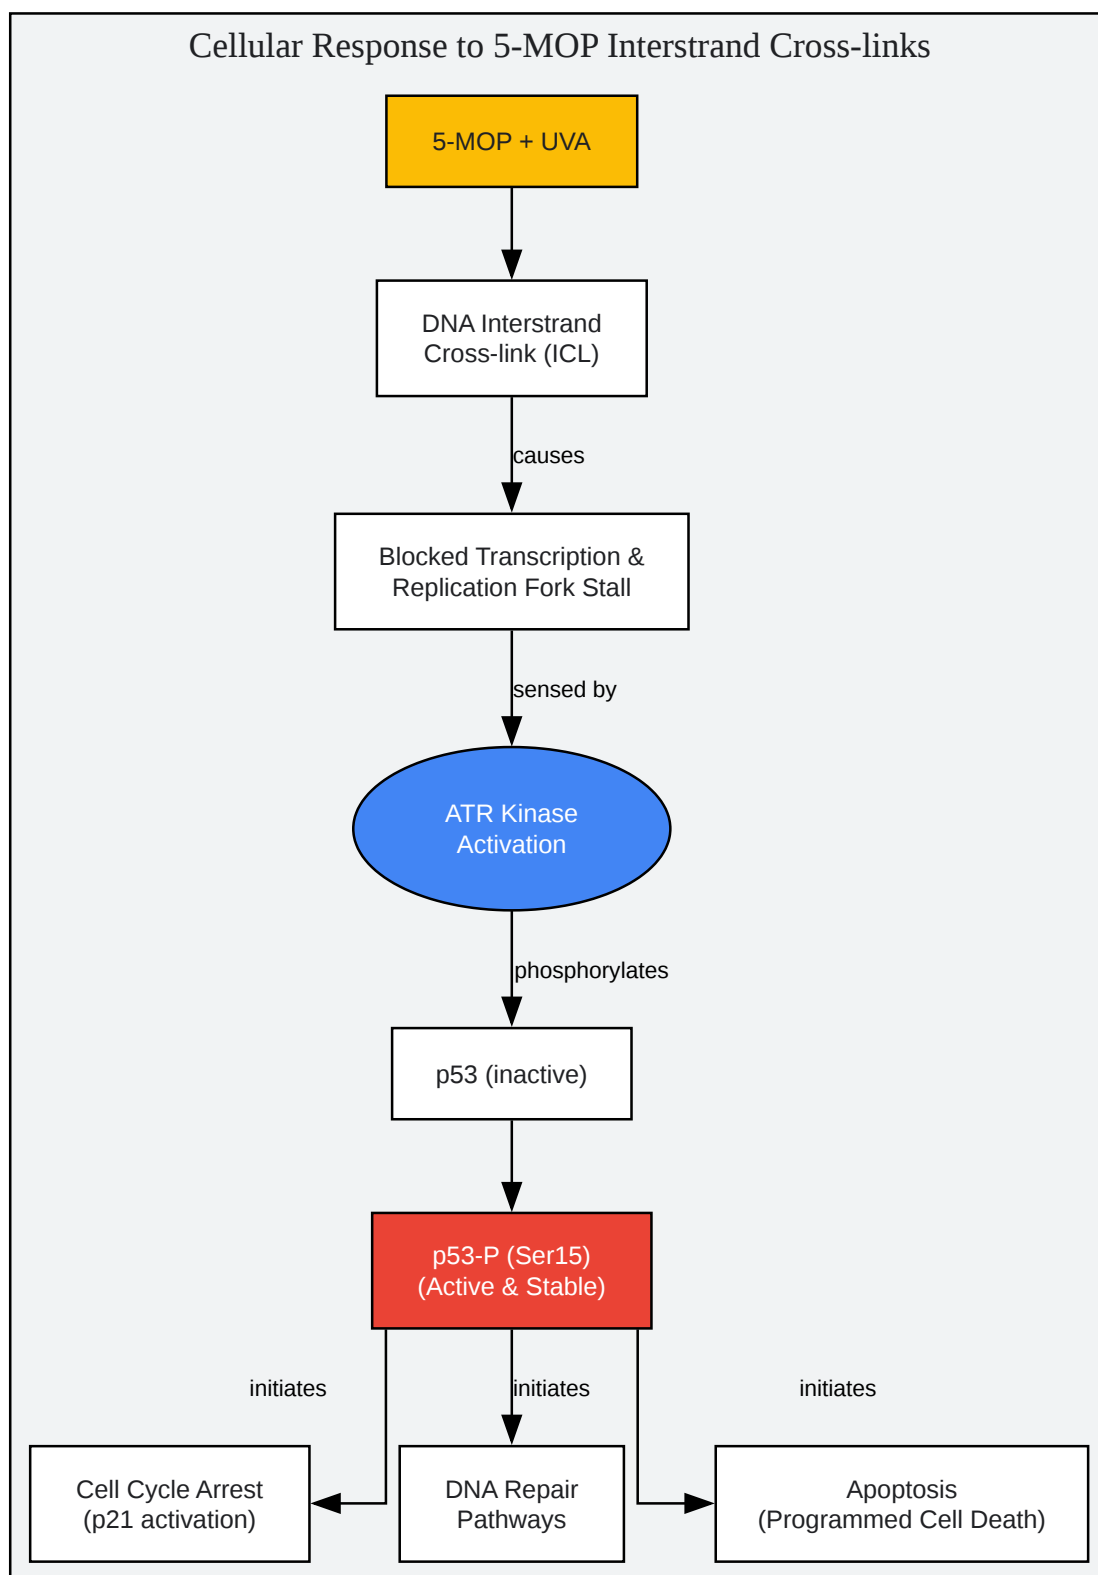 Cellular Response to 5-MOP Interstrand Cross-links
5-MOP + UVA
DNA Interstrand
Cross-link (ICL)
causes
Blocked Transcription &
Replication Fork Stall
sensed by
ATR Kinase
Activation
phosphorylates
p53 (inactive)
p53-P (Ser15)
(Active & Stable)
initiates
initiates
initiates
Cell Cycle Arrest
(p21 activation)
DNA Repair
Pathways
Apoptosis
(Programmed Cell Death)